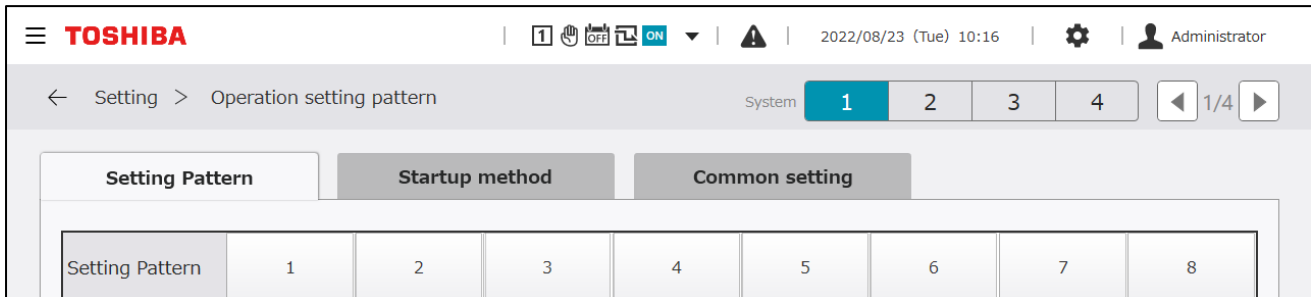 TOSHIBA 1 OFF ON 2022/08/23 (Tue) 10:16 Administrator
Setting > Operation setting pattern System 1 2 3 4 1/4
Setting Pattern Startup method Common setting
Setting Pattern 1 2 3 4 5 6 7 8